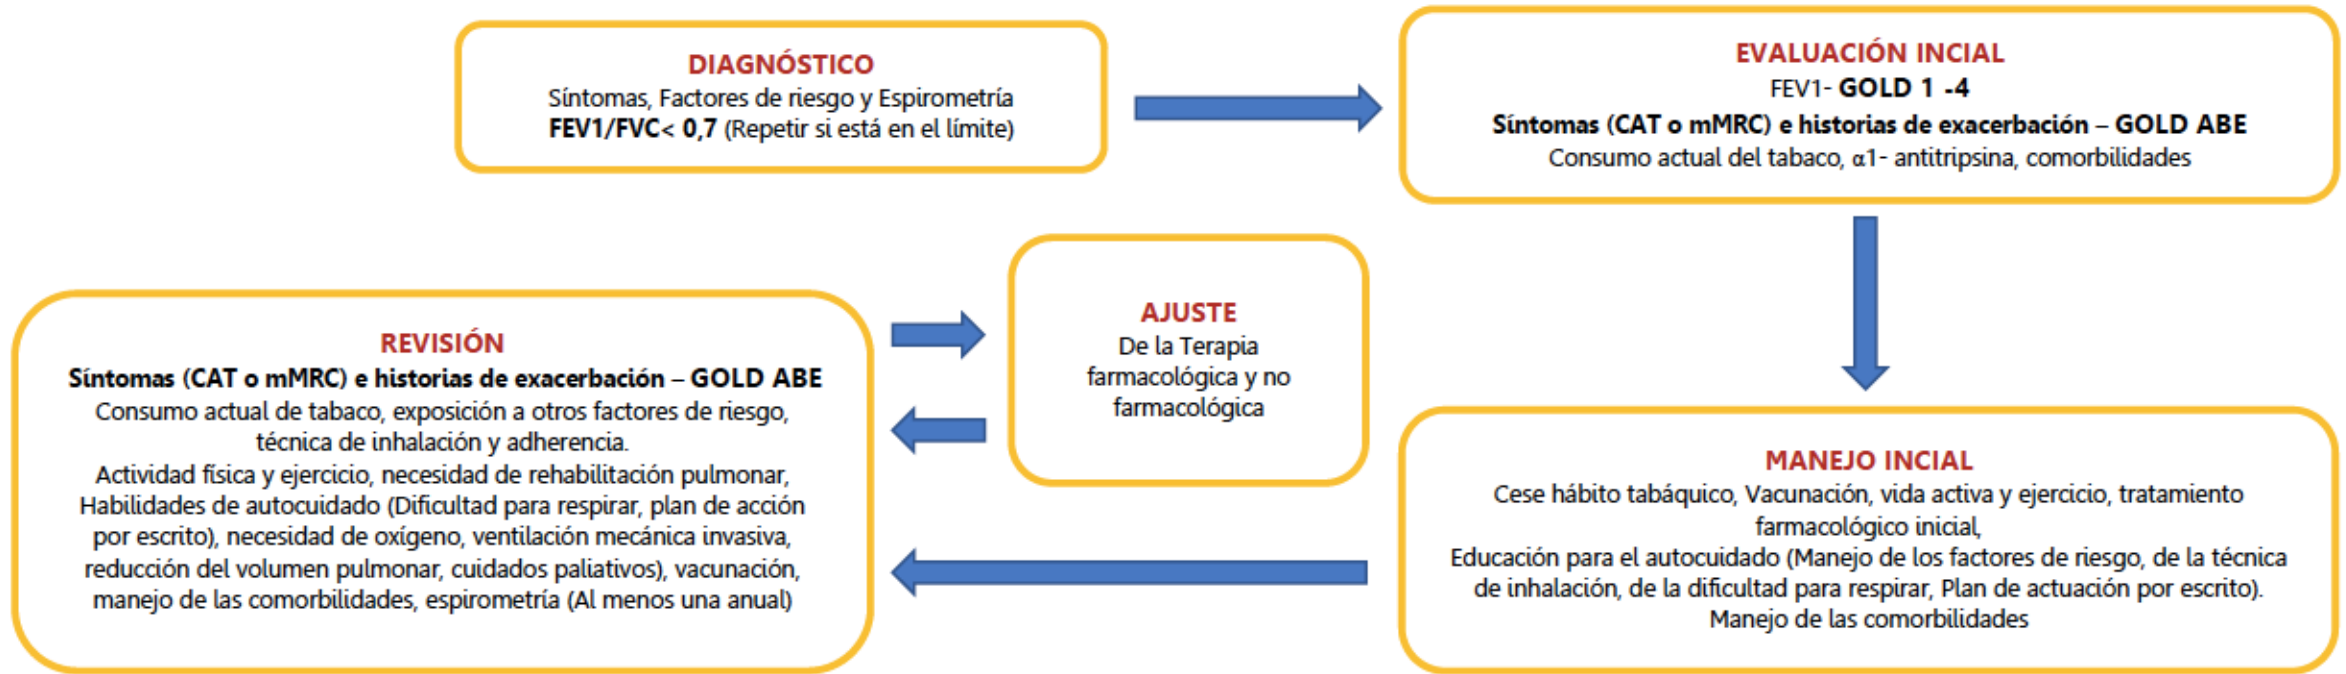 DIAGNÓSTICO
Síntomas, Factores de riesgo y Espirometría
FEV1/FVC< 0,7 (Repetir si está en el límite)
EVALUACIÓN INCIAL
FEV1- GOLD 1 -4
Síntomas (CAT o mMRC) e historias de exacerbación – GOLD ABE
Consumo actual del tabaco, α1- antitripsina, comorbilidades
REVISIÓN
Síntomas (CAT o mMRC) e historias de exacerbación – GOLD ABE
Consumo actual de tabaco, exposición a otros factores de riesgo,
técnica de inhalación y adherencia.
Actividad física y ejercicio, necesidad de rehabilitación pulmonar,
Habilidades de autocuidado (Dificultad para respirar, plan de acción
por escrito), necesidad de oxígeno, ventilación mecánica invasiva,
reducción del volumen pulmonar, cuidados paliativos), vacunación,
manejo de las comorbilidades, espirometría (Al menos una anual)
AJUSTE
De la Terapia
farmacológica y no
farmacológica
MANEJO INCIAL
Cese hábito tabáquico, Vacunación, vida activa y ejercicio, tratamiento
farmacológico inicial,
Educación para el autocuidado (Manejo de los factores de riesgo, de la técnica
de inhalación, de la dificultad para respirar, Plan de actuación por escrito).
Manejo de las comorbilidades